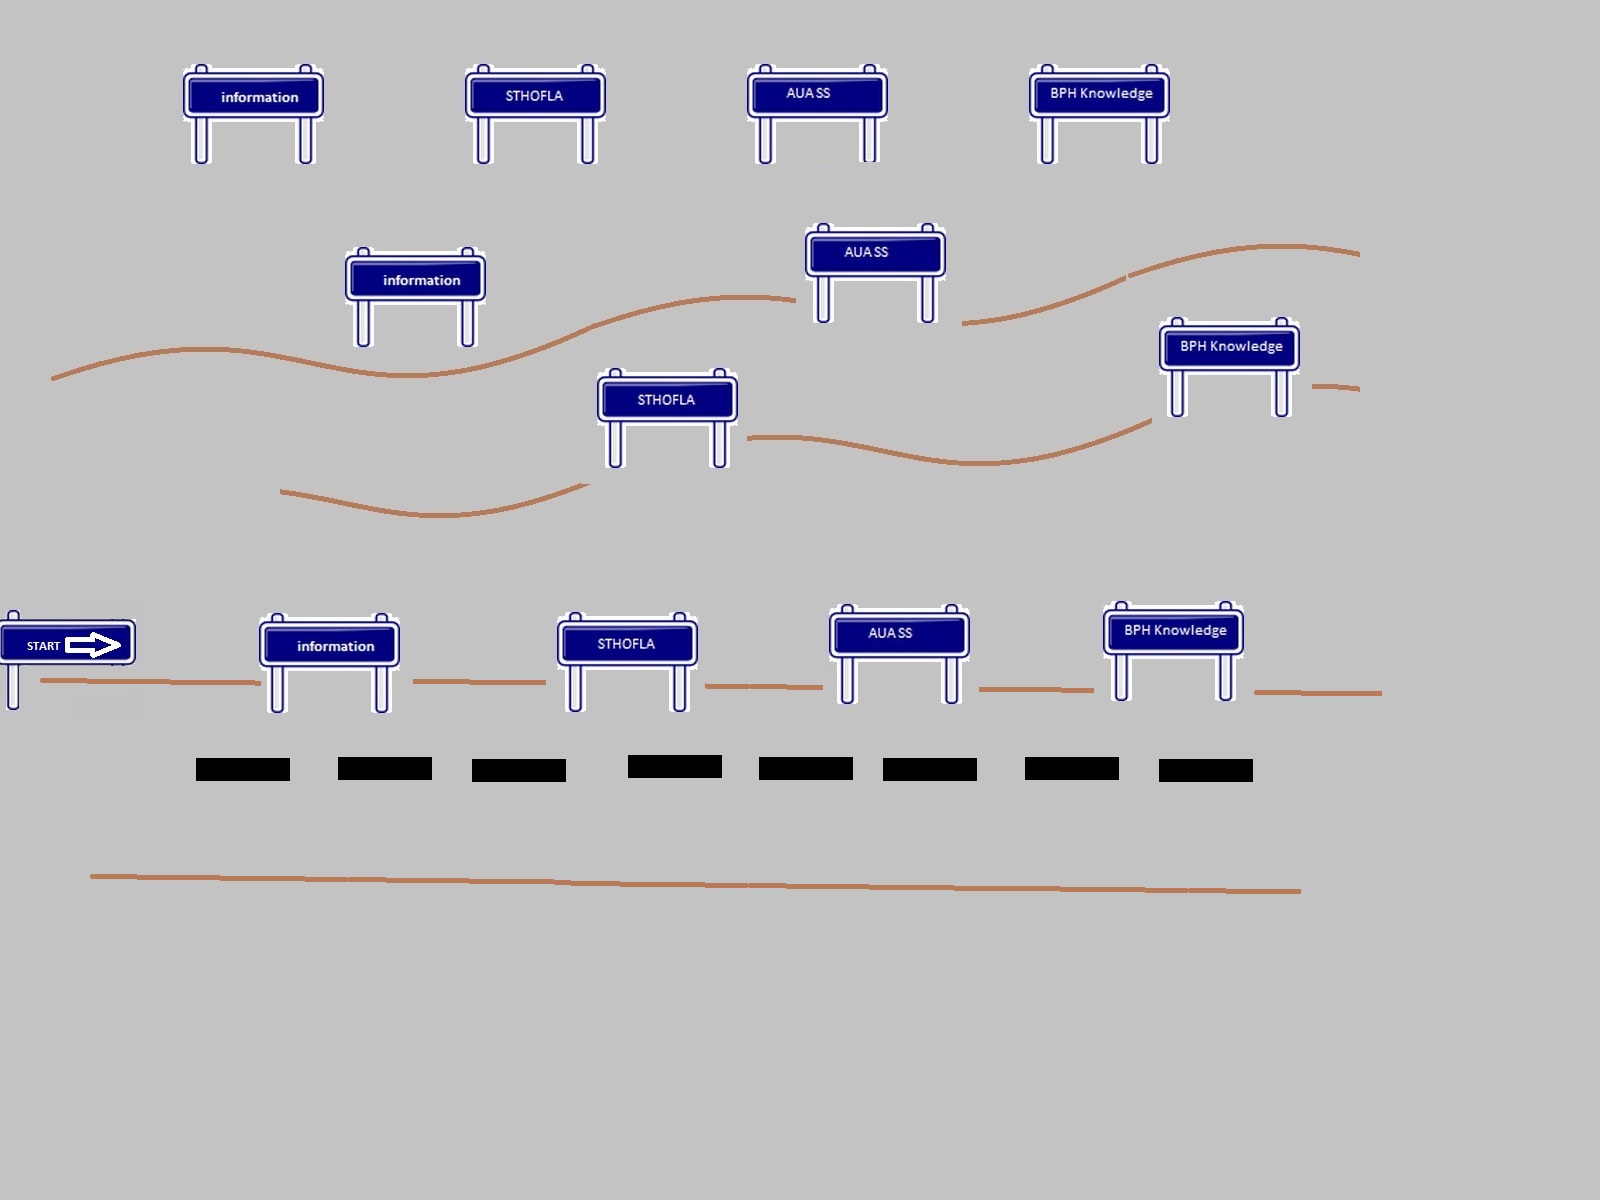 information
STHOFLA
AUA SS
BPH Knowledge
AUA SS
information
BPH Knowledge
STHOFLA
START
information
STHOFLA
AUA SS
BPH Knowledge